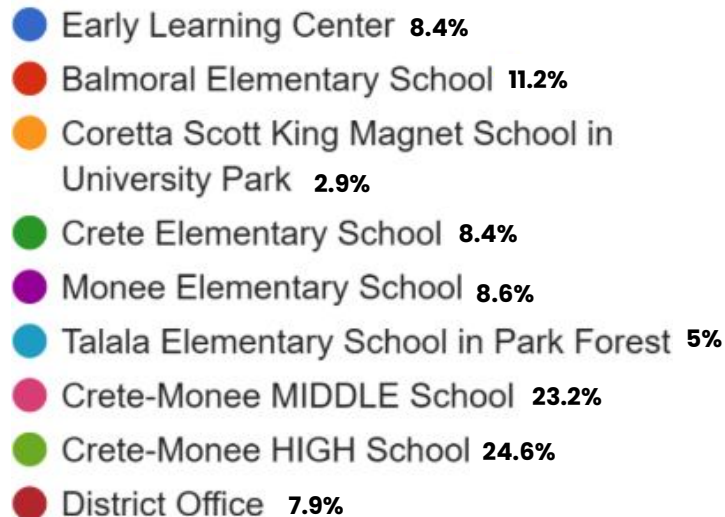 Early Learning Center 8.4%
Balmoral Elementary School 11.2%
Coretta Scott King Magnet School in
University Park 2.9%
Crete Elementary School 8.4%
Monee Elementary School 8.6%
Talala Elementary School in Park Forest 5%
Crete-Monee MIDDLE School 23.2%
Crete-Monee HIGH School 24.6%
District Office 7.9%